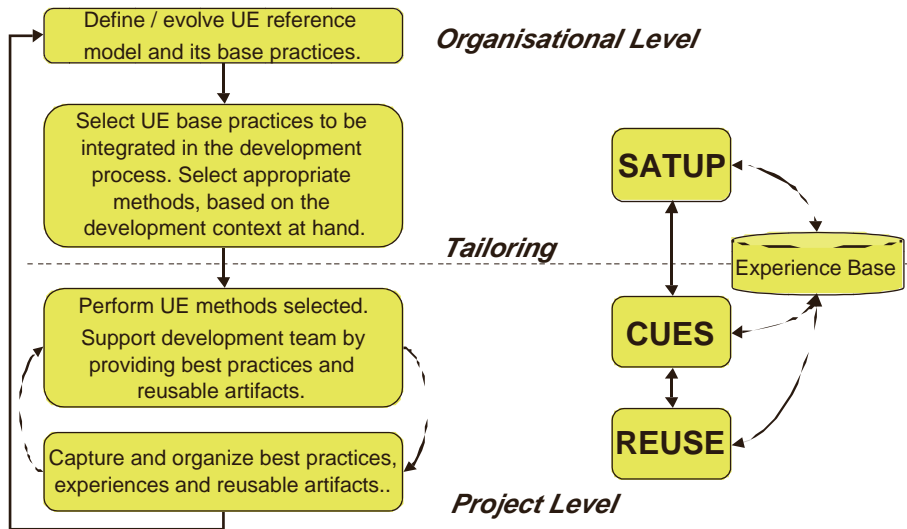 Define / evolve UE reference
model and its base practices.
Organisational Level
Select UE base practices to be
integrated in the development
process. Select appropriate
methods, based on the
development context at hand.
SATUP
Tailoring
Experience Base
Perform UE methods selected.
Support development team by
providing best practices and
reusable artifacts.
CUES
REUSE
Capture and organize best practices,
experiences and reusable artifacts..
Project Level